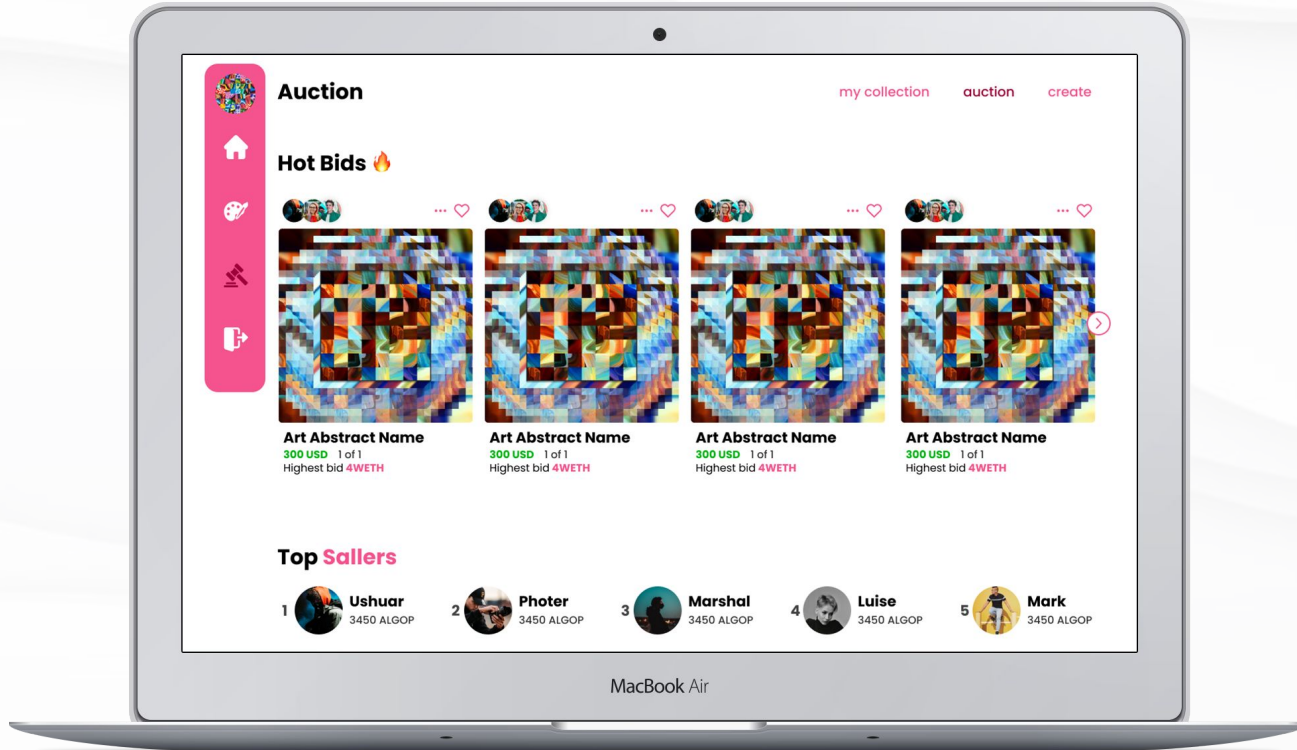 Auction
my collection auction create
Hot Bids 🔥
Art Abstract Name Art Abstract Name Art Abstract Name Art Abstract Name
300 USD 1 of 1 300 USD 1 of 1 300 USD 1 of 1 300 USD 1 of 1
Highest bid 4WETH Highest bid 4WETH Highest bid 4WETH Highest bid 4WETH
Top Sallers
1 Ushuar 2 Photer 3 Marshal 4 Luise 5 Mark
3450 ALGOP 3450 ALGOP 3450 ALGOP 3450 ALGOP 3450 ALGOP
MacBook Air